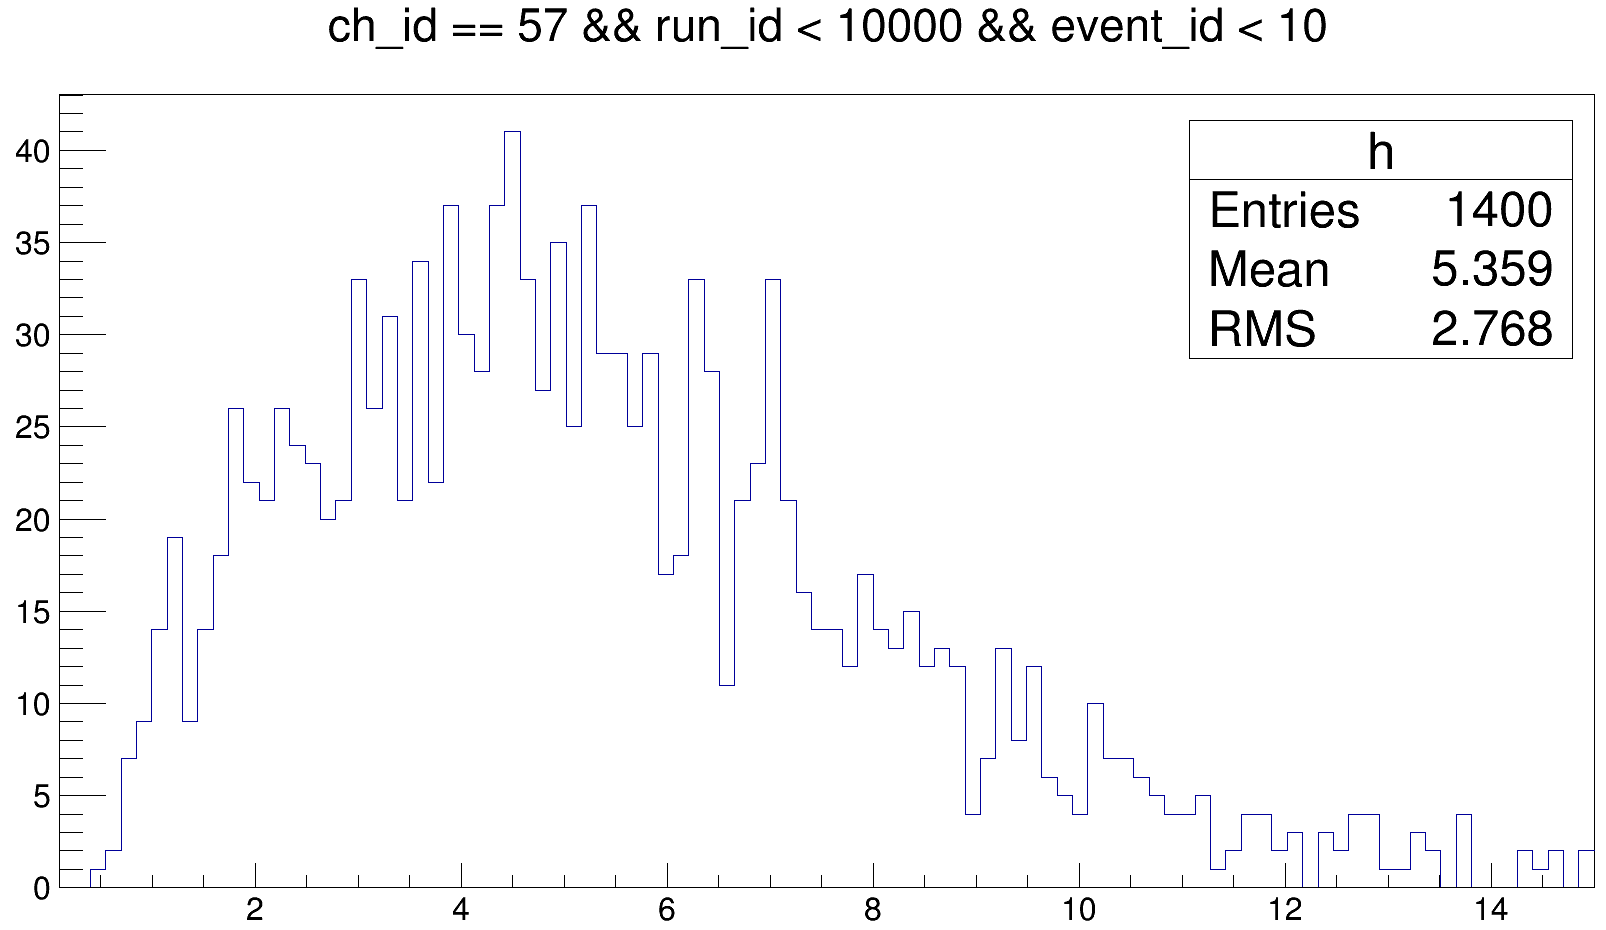 ch_id == 57 && run_id < 10000 && event_id < 10
h
Entries 1400
Mean 5.359
RMS 2.768
40
35
30
25
20
15
10
5
0
2 4 6 8 10 12 14